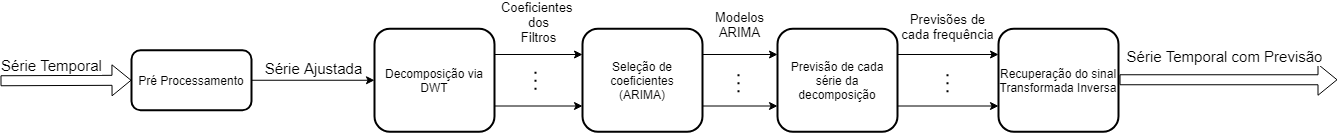 Série Temporal
Pré Processamento
Série Ajustada
Decomposição via
DWT
Coeficientes
dos
Filtros
Seleção de
coeficientes
(ARIMA)
Modelos
ARIMA
Previsão de cada
série da
decomposição
Previsões de
cada frequência
Recuperação do sinal
Transformada Inversa
Série Temporal com Previsão